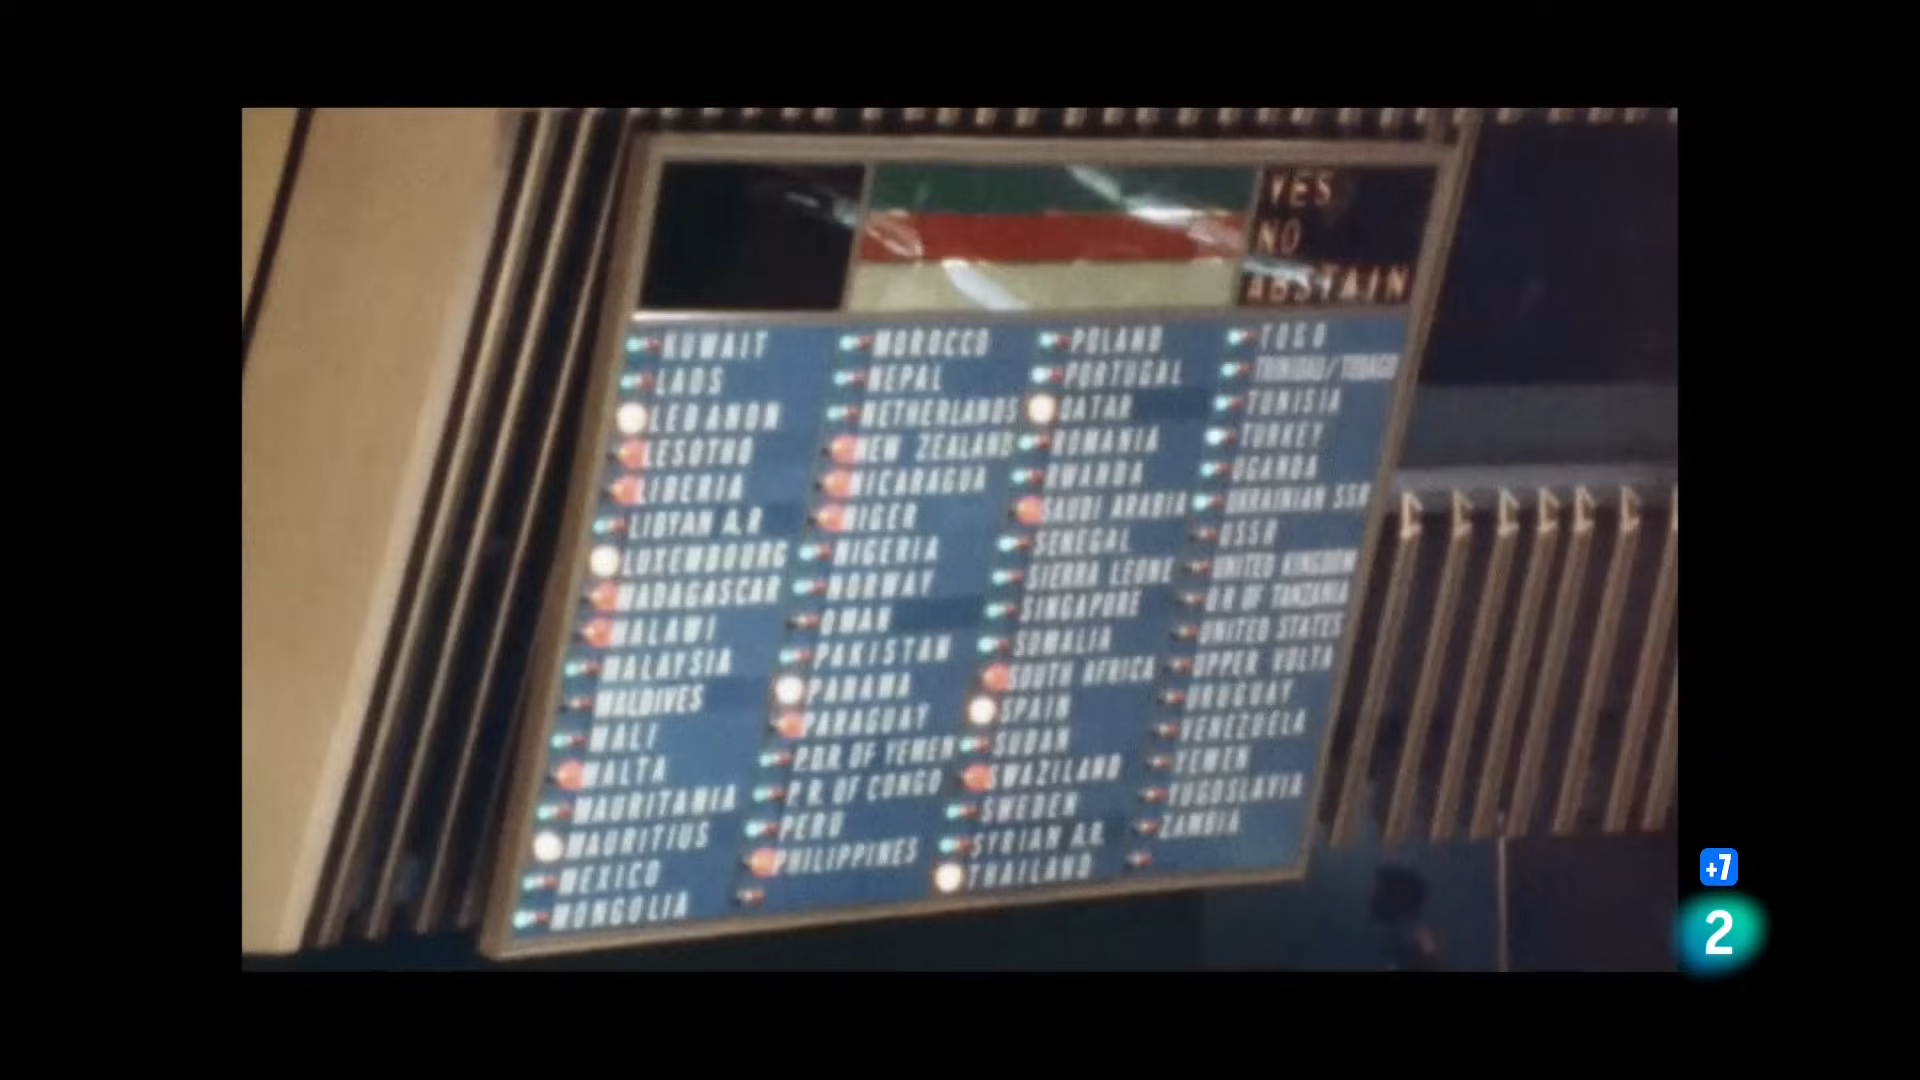 YES
NO
ABSTAIN
KUWAIT
LAOS
LEBANON
LESOTHO
LIBERIA
LIBYAN A.R
LUXEMBOURG
MADAGASCAR
MALAWI
MALAYSIA
MALDIVES
MALI
MALTA
MAURITANIA
MAURITIUS
MEXICO
MONGOLIA
MOROCCO
NEPAL
NETHERLANDS
NEW ZEALAND
NICARAGUA
NIGER
NIGERIA
NORWAY
OMAN
PAKISTAN
PANAMA
PARAGUAY
P.D.R OF YEMEN
P.R. OF CONGO
PERU
PHILIPPINES
POLAND
PORTUGAL
QATAR
ROMANIA
RWANDA
SAUDI ARABIA
SENEGAL
SIERRA LEONE
SINGAPORE
SOMALIA
SOUTH AFRICA
SPAIN
SUDAN
SWAZILAND
SWEDEN
SYRIAN A.R.
THAILAND
TOGO
TRINIDAD/TOBAGO
TUNISIA
TURKEY
UGANDA
UKRAINIAN SSR
USSR
UNITED KINGDOM
U.R OF TANZANIA
UNITED STATES
UPPER VOLTA
URUGUAY
VENEZUELA
YEMEN
YUGOSLAVIA
ZAMBIA
+7
2